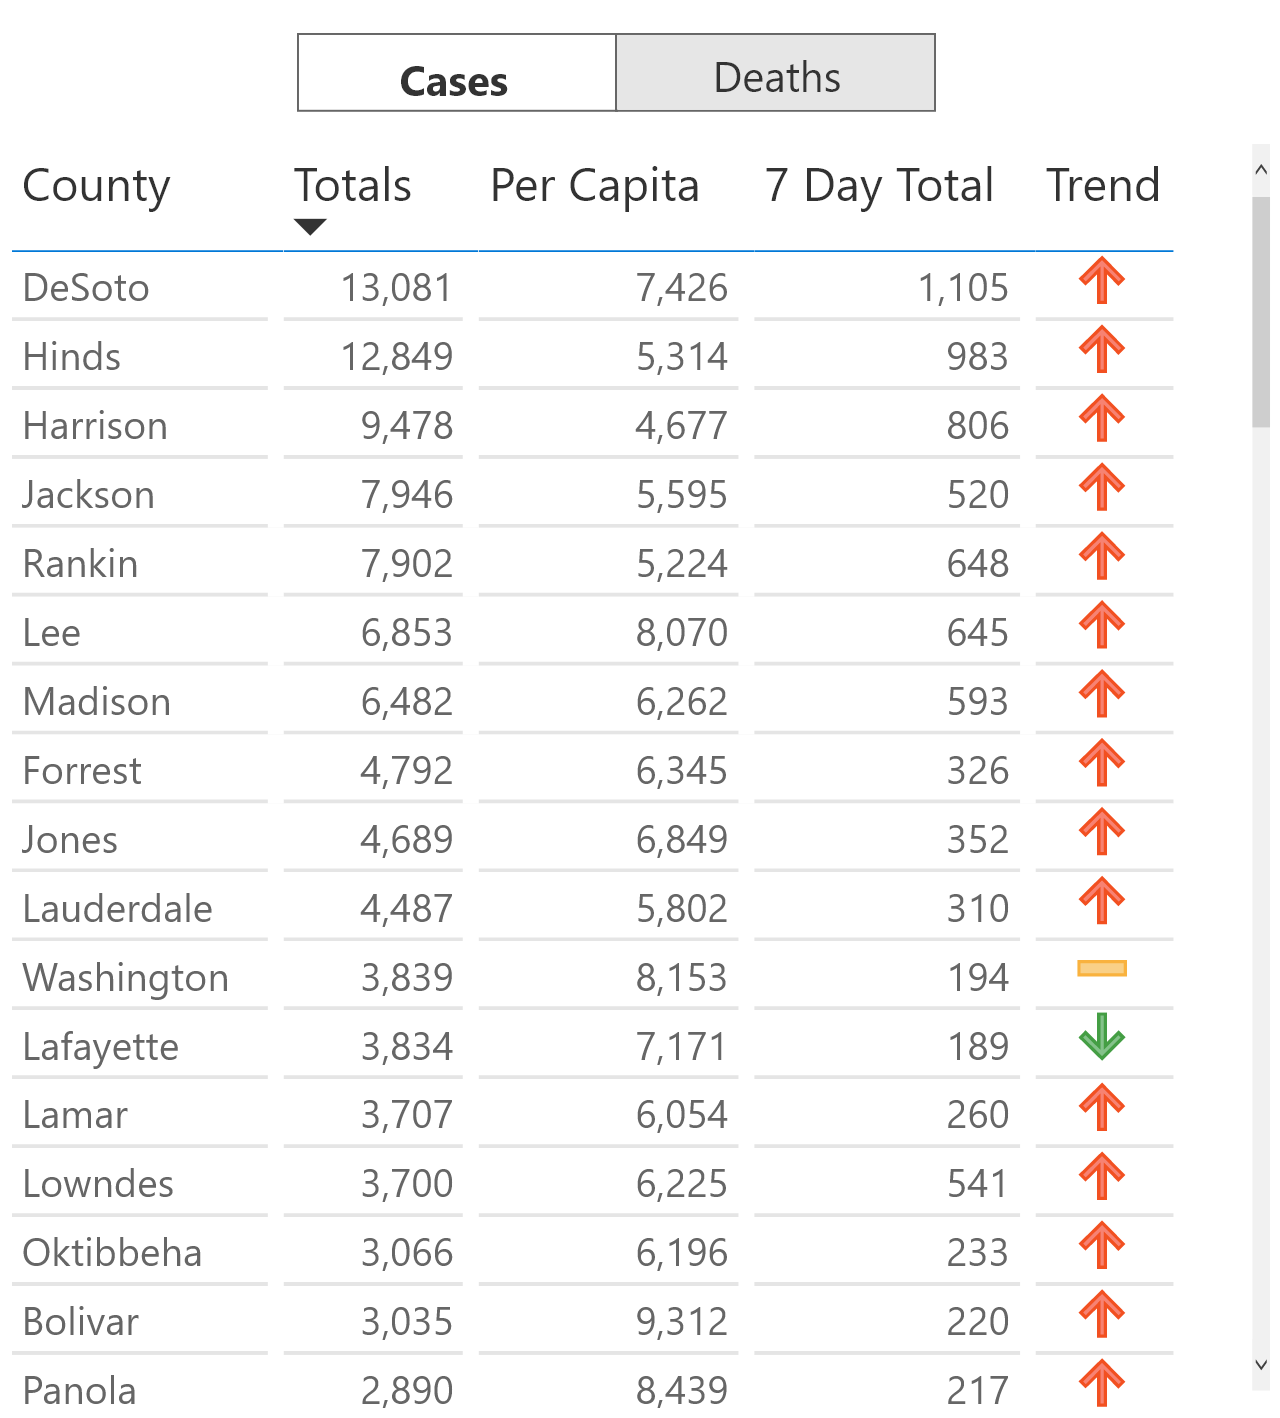 Cases Deaths
County Totals Per Capita 7 Day Total Trend
DeSoto 13,081 7,426 1,105
Hinds 12,849 5,314 983
Harrison 9,478 4,677 806
Jackson 7,946 5,595 520
Rankin 7,902 5,224 648
Lee 6,853 8,070 645
Madison 6,482 6,262 593
Forrest 4,792 6,345 326
Jones 4,689 6,849 352
Lauderdale 4,487 5,802 310
Washington 3,839 8,153 194
Lafayette 3,834 7,171 189
Lamar 3,707 6,054 260
Lowndes 3,700 6,225 541
Oktibbeha 3,066 6,196 233
Bolivar 3,035 9,312 220
Panola 2,890 8,439 217